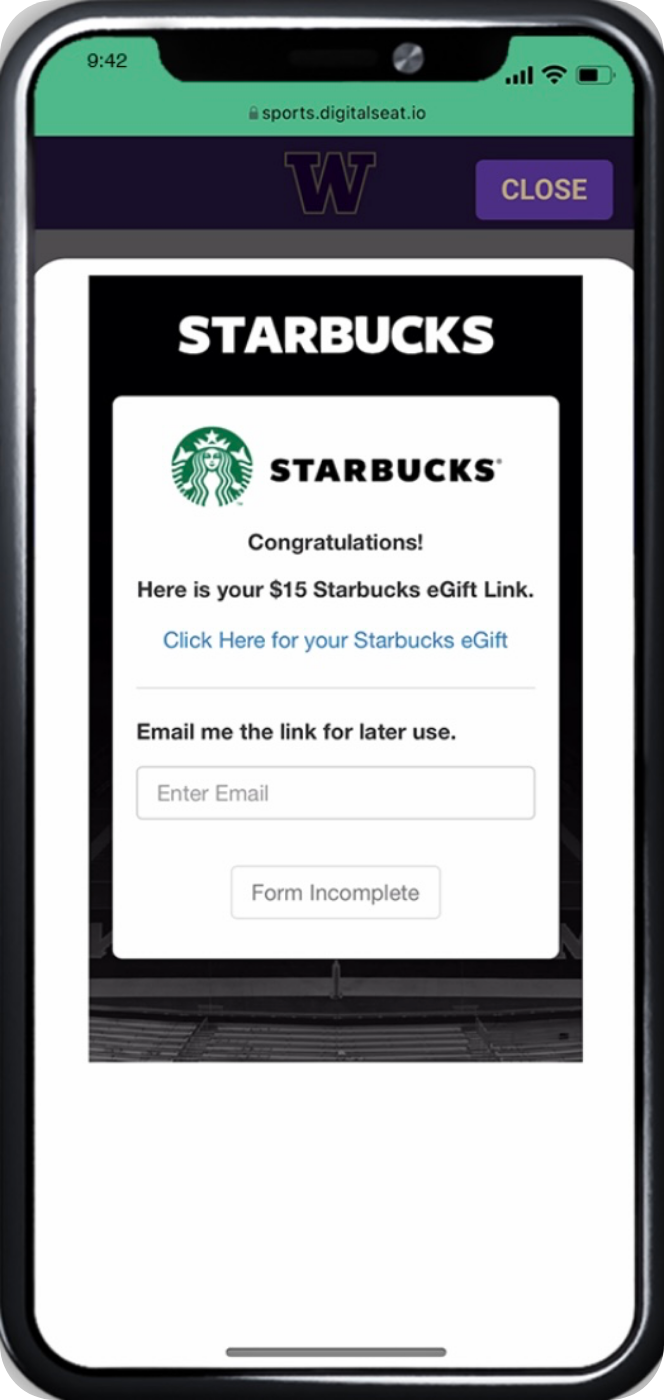 9:42
sports.digitalseat.io
W
CLOSE
STARBUCKS
STARBUCKS®
™
Congratulations!
Here is your $15 Starbucks eGift Link.
Click Here for your Starbucks eGift
Email me the link for later use.
Enter Email
Form Incomplete